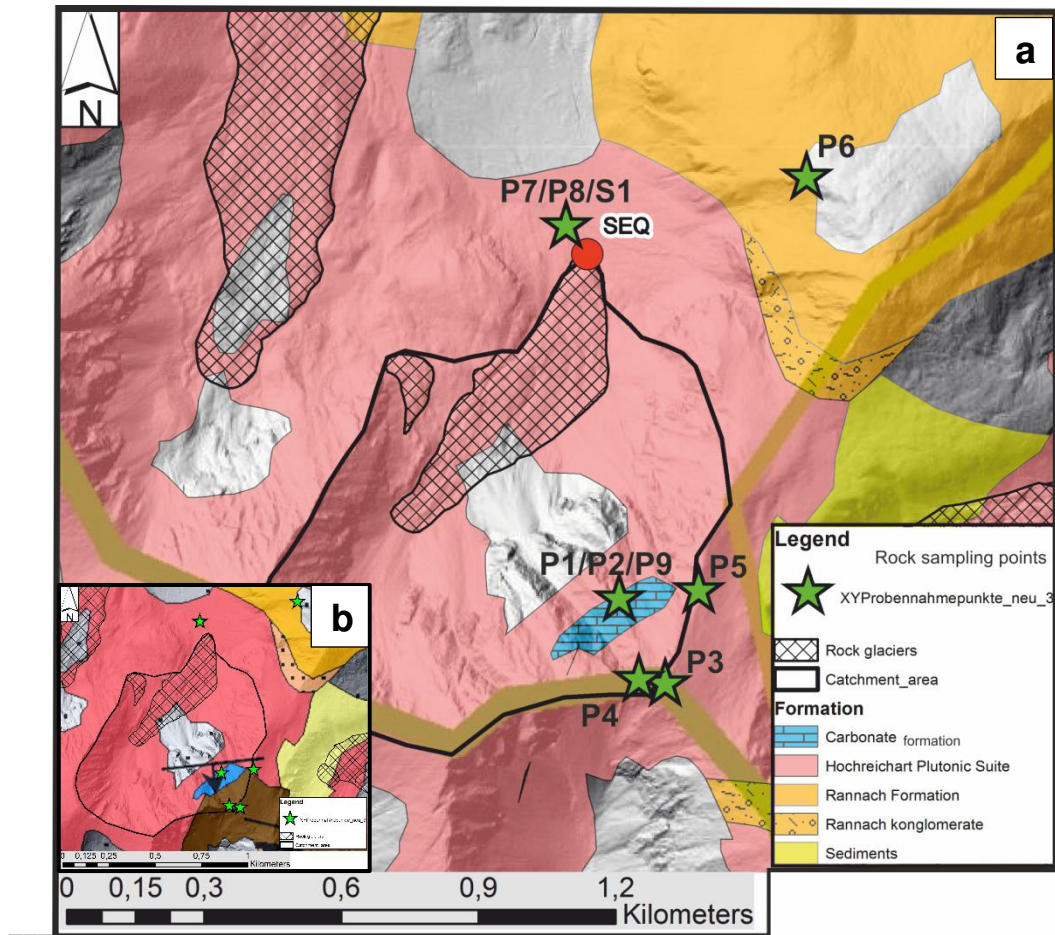 a
N
P6
P7/P8/S1
SEQ
P1/P2/P9
P5
P3
P4
Legend
Rock sampling points
XYProbennahmepunkte_neu_3
Rock glaciers
Catchment_area
Formation
Carbonate formation
Hochreichart Plutonic Suite
Rannach Formation
Rannach konglomerate
Sediments
b
N
Legend
Catchment_area
0 0,125 0,25 0,5 0,75 1
Kilometers
0 0,15 0,3 0,6 0,9 1,2
Kilometers